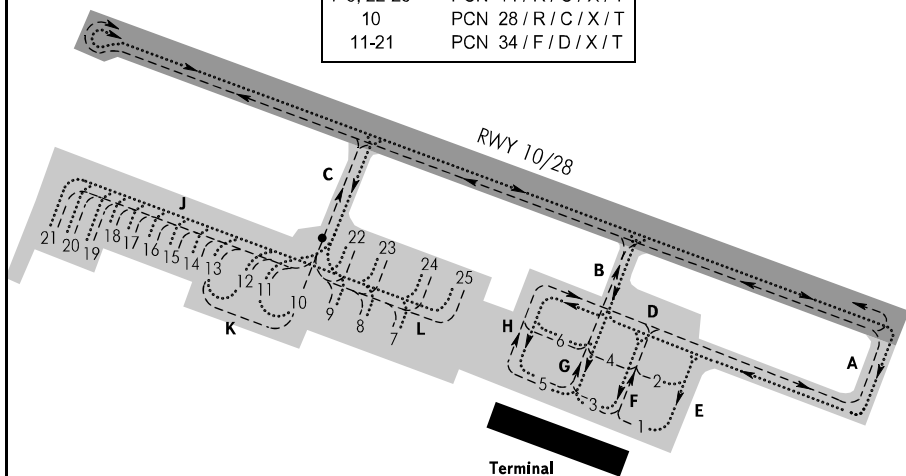 10 PCN 28 / R / C / X / T
11-21 PCN 34 / F / D / X / T
RWY 10/28
C
J
21
20
19
18
17
16
15
14
13
12
11
10
22
23
24
25
9
8
7
K
L
B
D
H
6
G
4
2
5
3
F
1
E
A
Terminal